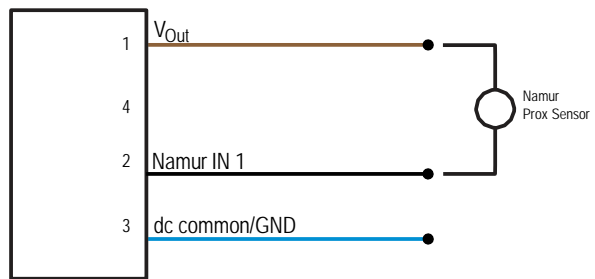 1 VOut
4
Namur
Prox Sensor
2 Namur IN 1
3 dc common/GND